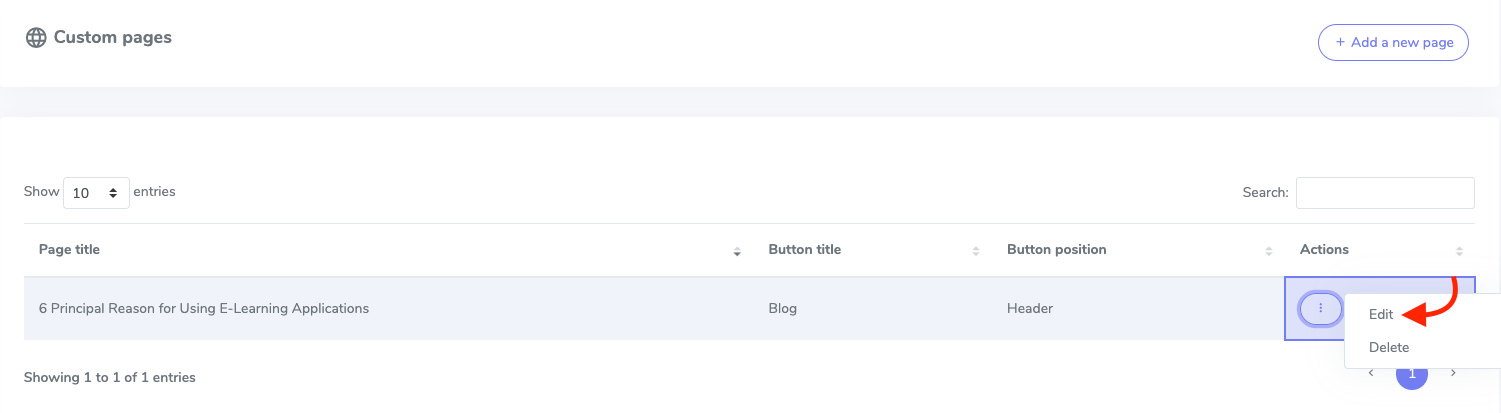 Custom pages
+ Add a new page
Show 10 entries
Search:
Page title Button title Button position Actions
6 Principal Reason for Using E-Learning Applications Blog Header
Edit
Delete
Showing 1 to 1 of 1 entries
1